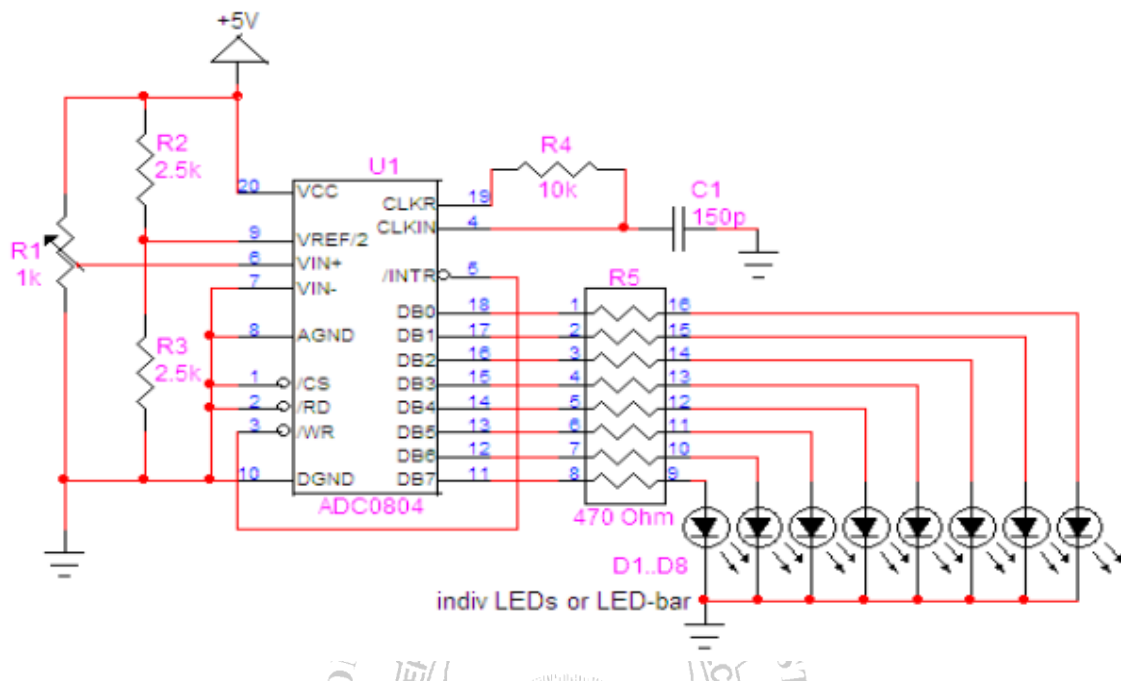 +5V
R2
2.5k
R1
1k
R3
2.5k
U1
20 VCC
9 VREF/2
6 VIN+
7 VIN-
8 AGND
1 /CS
2 /RD
3 /WR
10 DGND
CLKR 19
CLKIN 4
/INTR 5
DB0 18
DB1 17
DB2 16
DB3 15
DB4 14
DB5 13
DB6 12
DB7 11
ADC0804
R4
10k
C1
150p
R5
1 16
2 15
3 14
4 13
5 12
6 11
7 10
8 9
470 Ohm
D1..D8
indiv LEDs or LED-bar